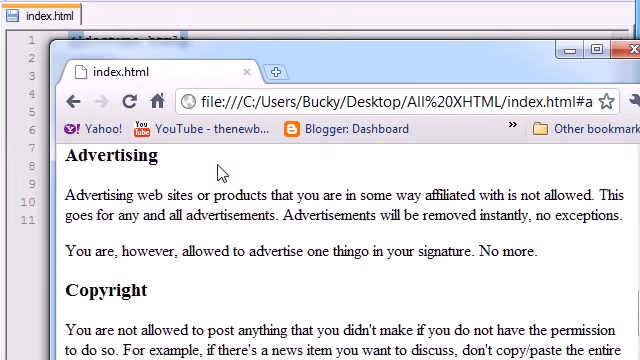 index.html
1
<!doctype html>
2
3
4
5
6
7
8
9
10
11
index.html
file:///C:/Users/Bucky/Desktop/All%20XHTML/index.html#a
Yahoo!
YouTube - thenewb...
Blogger: Dashboard
»
Other bookmark
Advertising
Advertising web sites or products that you are in some way affiliated with is not allowed. This
goes for any and all advertisements. Advertisements will be removed instantly, no exceptions.
You are, however, allowed to advertise one thingo in your signature. No more.
Copyright
You are not allowed to post anything that you didn't make if you do not have the permission
to do so. For example, if there's a news item you want to discuss, don't copy/paste the entire